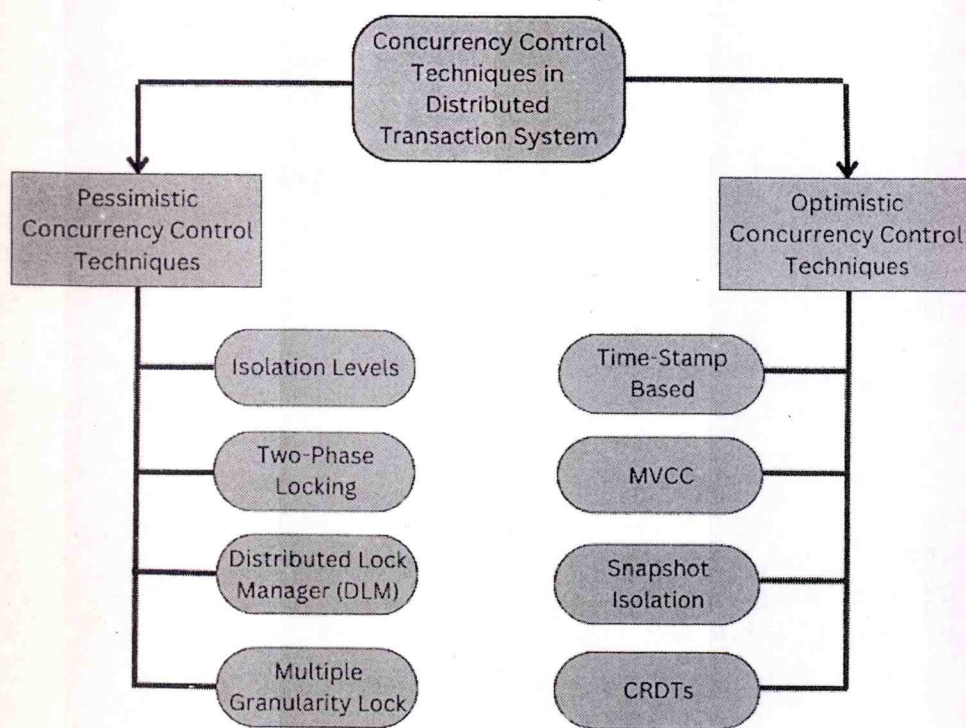 Concurrency Control
Techniques in
Distributed
Transaction System
Pessimistic
Concurrency Control
Techniques
Optimistic
Concurrency Control
Techniques
Isolation Levels
Two-Phase
Locking
Distributed Lock
Manager (DLM)
Multiple
Granularity Lock
Time-Stamp
Based
MVCC
Snapshot
Isolation
CRDTs